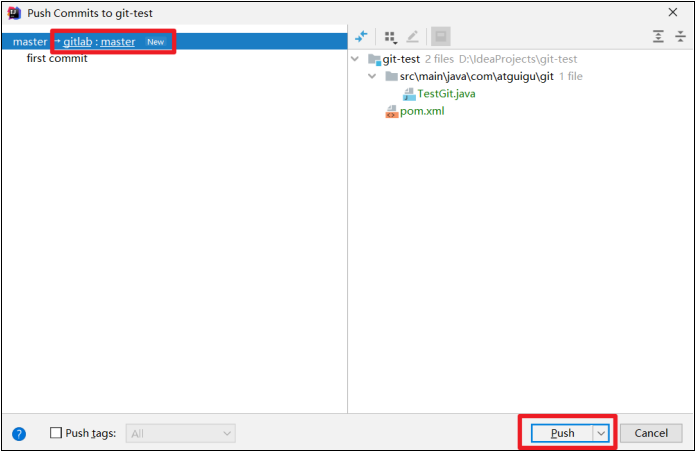 Push Commits to git-test
master → gitlab : master New
first commit
git-test 2 files D:\IdeaProjects\git-test
src\main\java\com\atguigu\git 1 file
TestGit.java
pom.xml
? Push tags: All Push Cancel